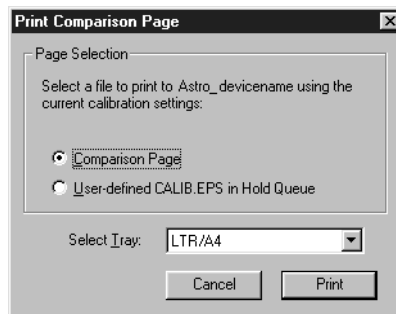 Print Comparison Page
Page Selection
Select a file to print to Astro_devicename using the
current calibration settings:
Comparison Page
User-defined CALIB.EPS in Hold Queue
Select Tray: LTR/A4
Cancel Print